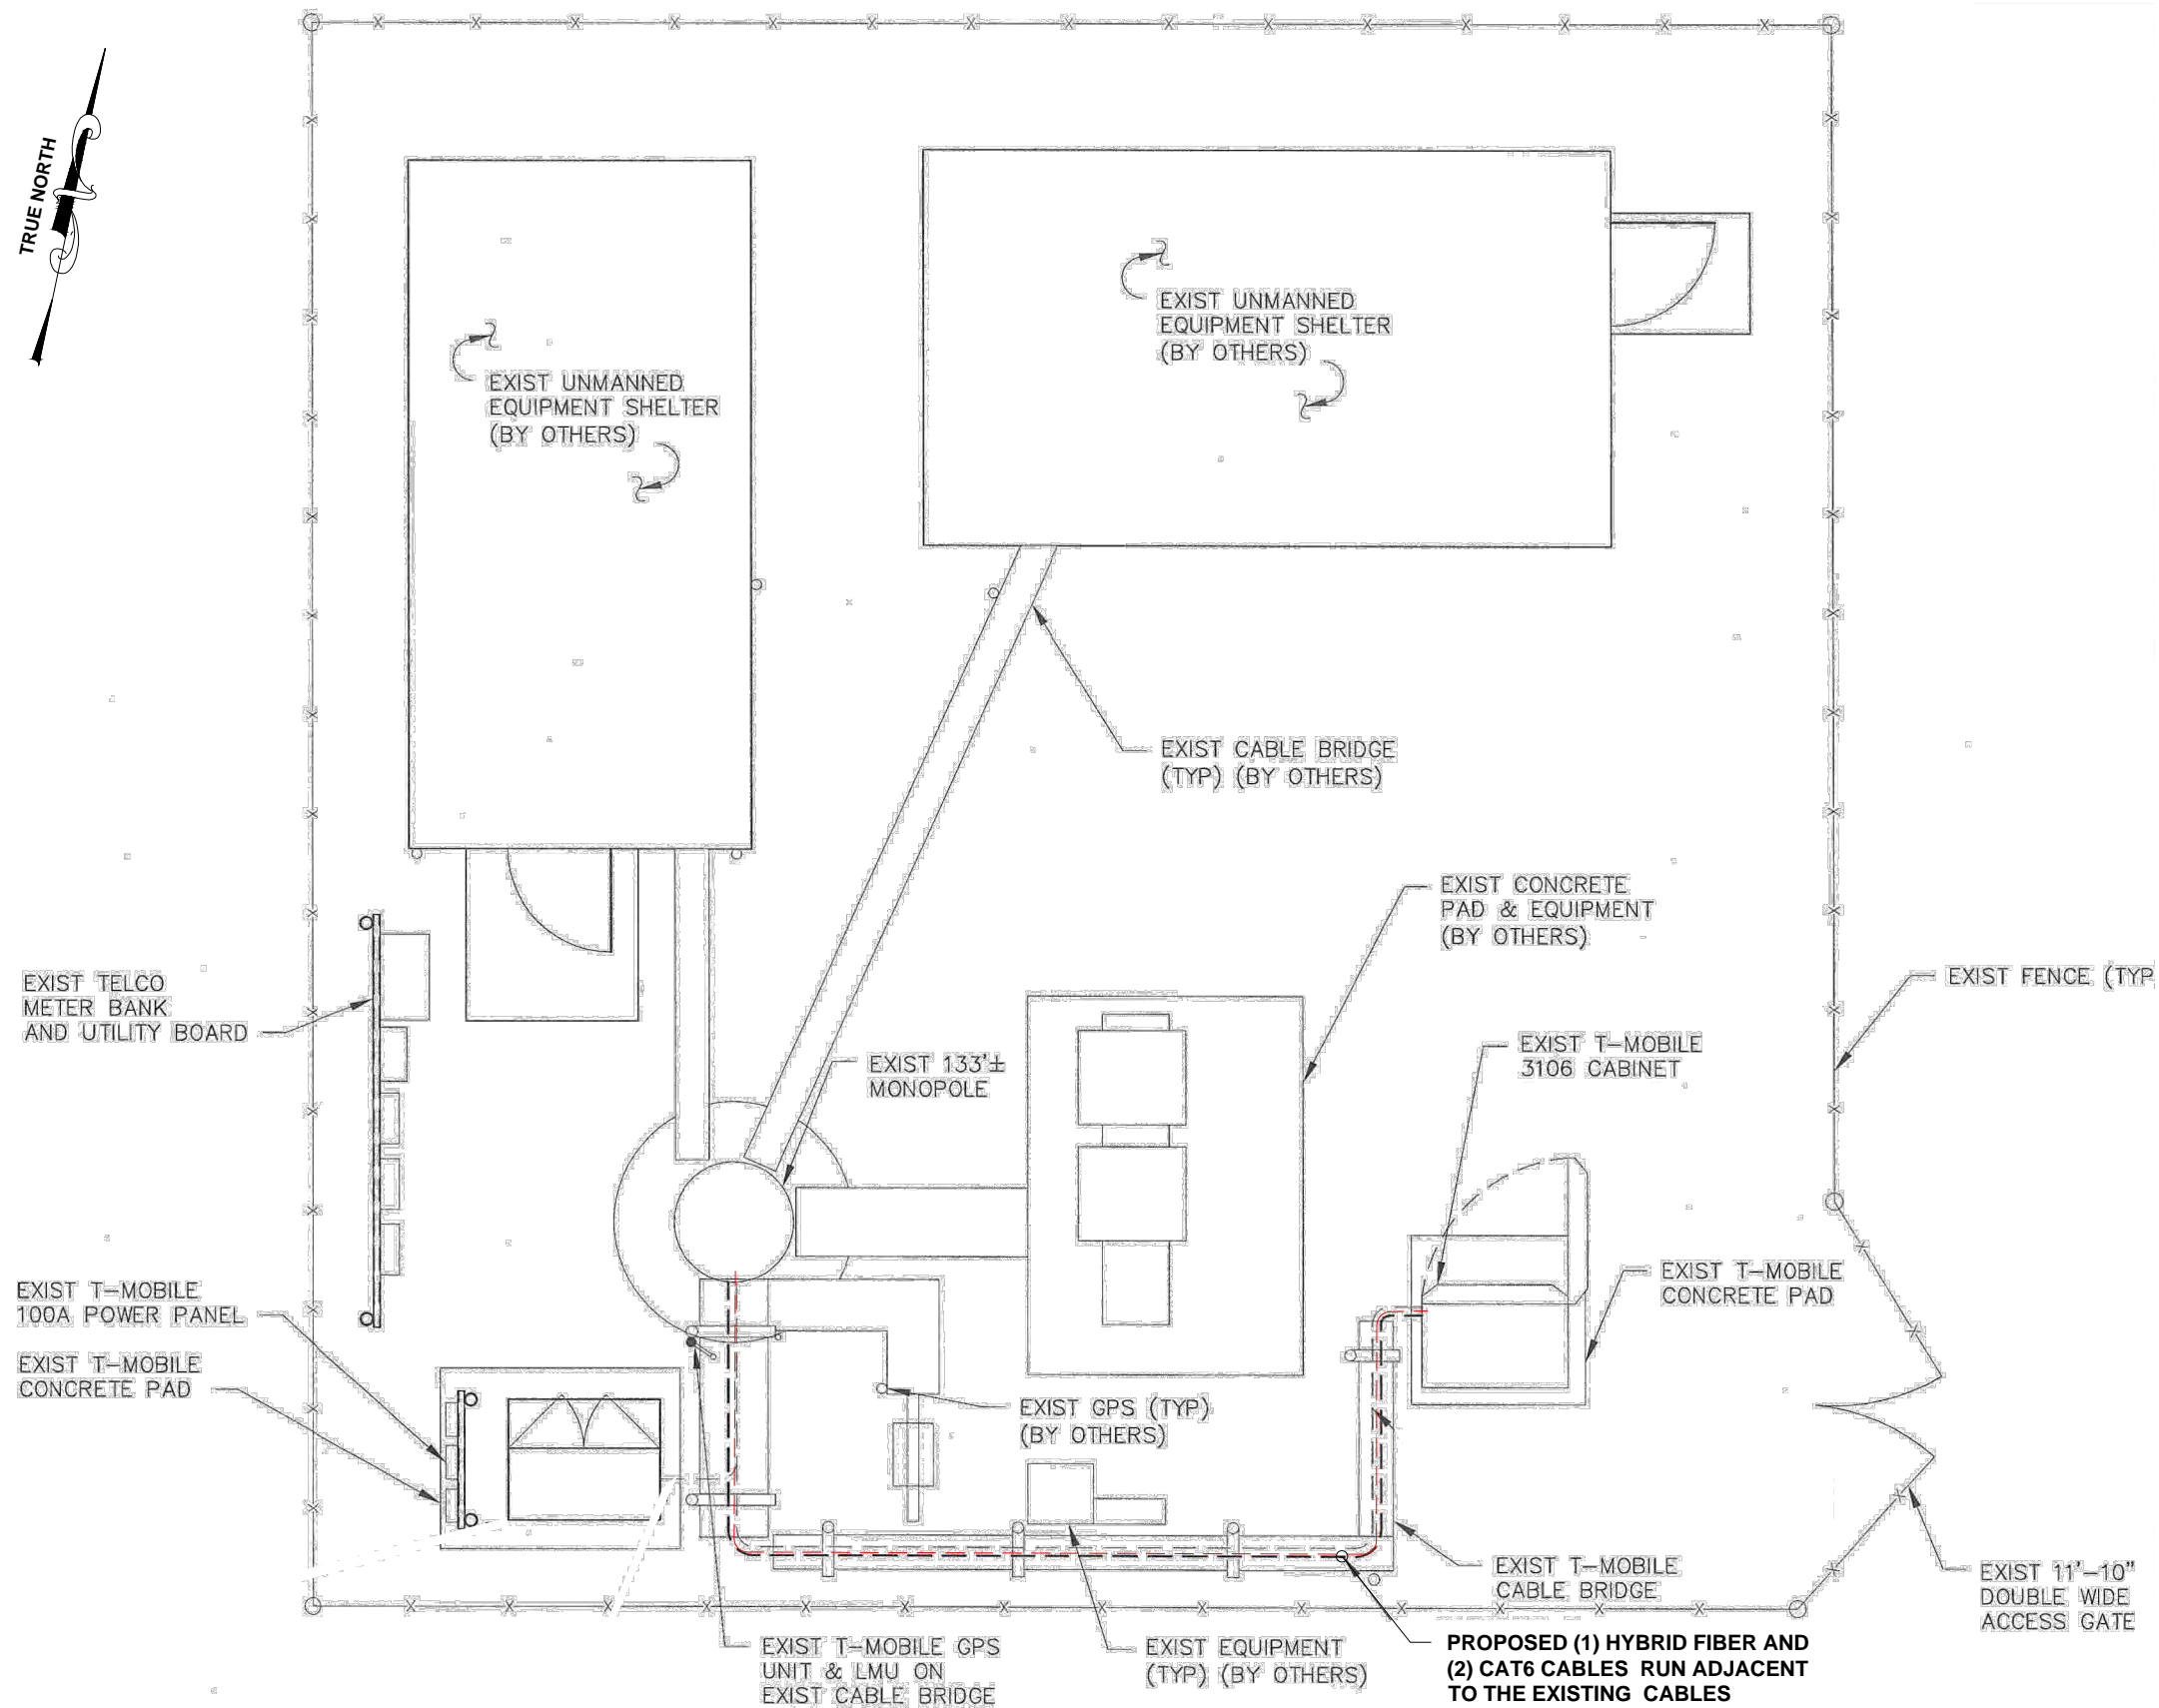 TRUE NORTH
EXIST UNMANNED
EQUIPMENT SHELTER
(BY OTHERS)
EXIST UNMANNED
EQUIPMENT SHELTER
(BY OTHERS)
EXIST CABLE BRIDGE
(TYP) (BY OTHERS)
EXIST CONCRETE
PAD & EQUIPMENT
(BY OTHERS)
EXIST TELCO
METER BANK
AND UTILITY BOARD
EXIST FENCE (TYP
EXIST T-MOBILE
3106 CABINET
EXIST 133'±
MONOPOLE
EXIST T-MOBILE
100A POWER PANEL
EXIST T-MOBILE
CONCRETE PAD
EXIST T-MOBILE
CONCRETE PAD
EXIST GPS (TYP)
(BY OTHERS)
EXIST T-MOBILE
CABLE BRIDGE
EXIST 11'-10"
DOUBLE WIDE
ACCESS GATE
EXIST T-MOBILE GPS
UNIT & LMU ON
EXIST CABLE BRIDGE
EXIST EQUIPMENT
(TYP) (BY OTHERS)
PROPOSED (1) HYBRID FIBER AND
(2) CAT6 CABLES RUN ADJACENT
TO THE EXISTING CABLES